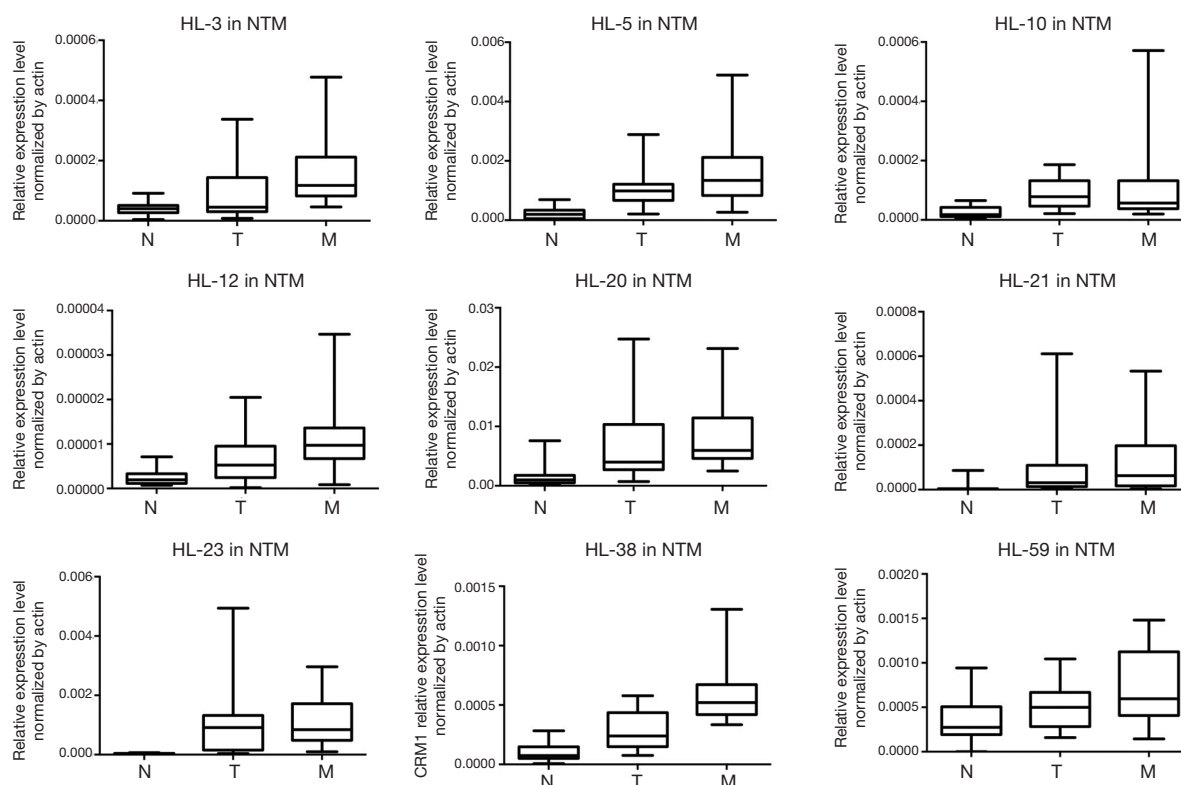 HL-3 in NTM
Relative expresstion level
normalized by actin
0.0006
0.0004
0.0002
0.0000
N T M
HL-5 in NTM
Relative expresstion level
normalized by actin
0.006
0.004
0.002
0.000
N T M
HL-10 in NTM
Relative expresstion level
normalized by actin
0.0006
0.0004
0.0002
0.0000
N T M
HL-12 in NTM
Relative expresstion level
normalized by actin
0.00004
0.00003
0.00002
0.00001
0.00000
N T M
HL-20 in NTM
Relative expresstion level
normalized by actin
0.03
0.02
0.01
0.00
N T M
HL-21 in NTM
Relative expresstion level
normalized by actin
0.0008
0.0006
0.0004
0.0002
0.0000
N T M
HL-23 in NTM
Relative expresstion level
normalized by actin
0.006
0.004
0.002
0.000
N T M
HL-38 in NTM
CRM1 relative expresstion level
normalized by actin
0.0015
0.0010
0.0005
0.0000
N T M
HL-59 in NTM
Relative expresstion level
normalized by actin
0.0020
0.0015
0.0010
0.0005
0.0000
N T M